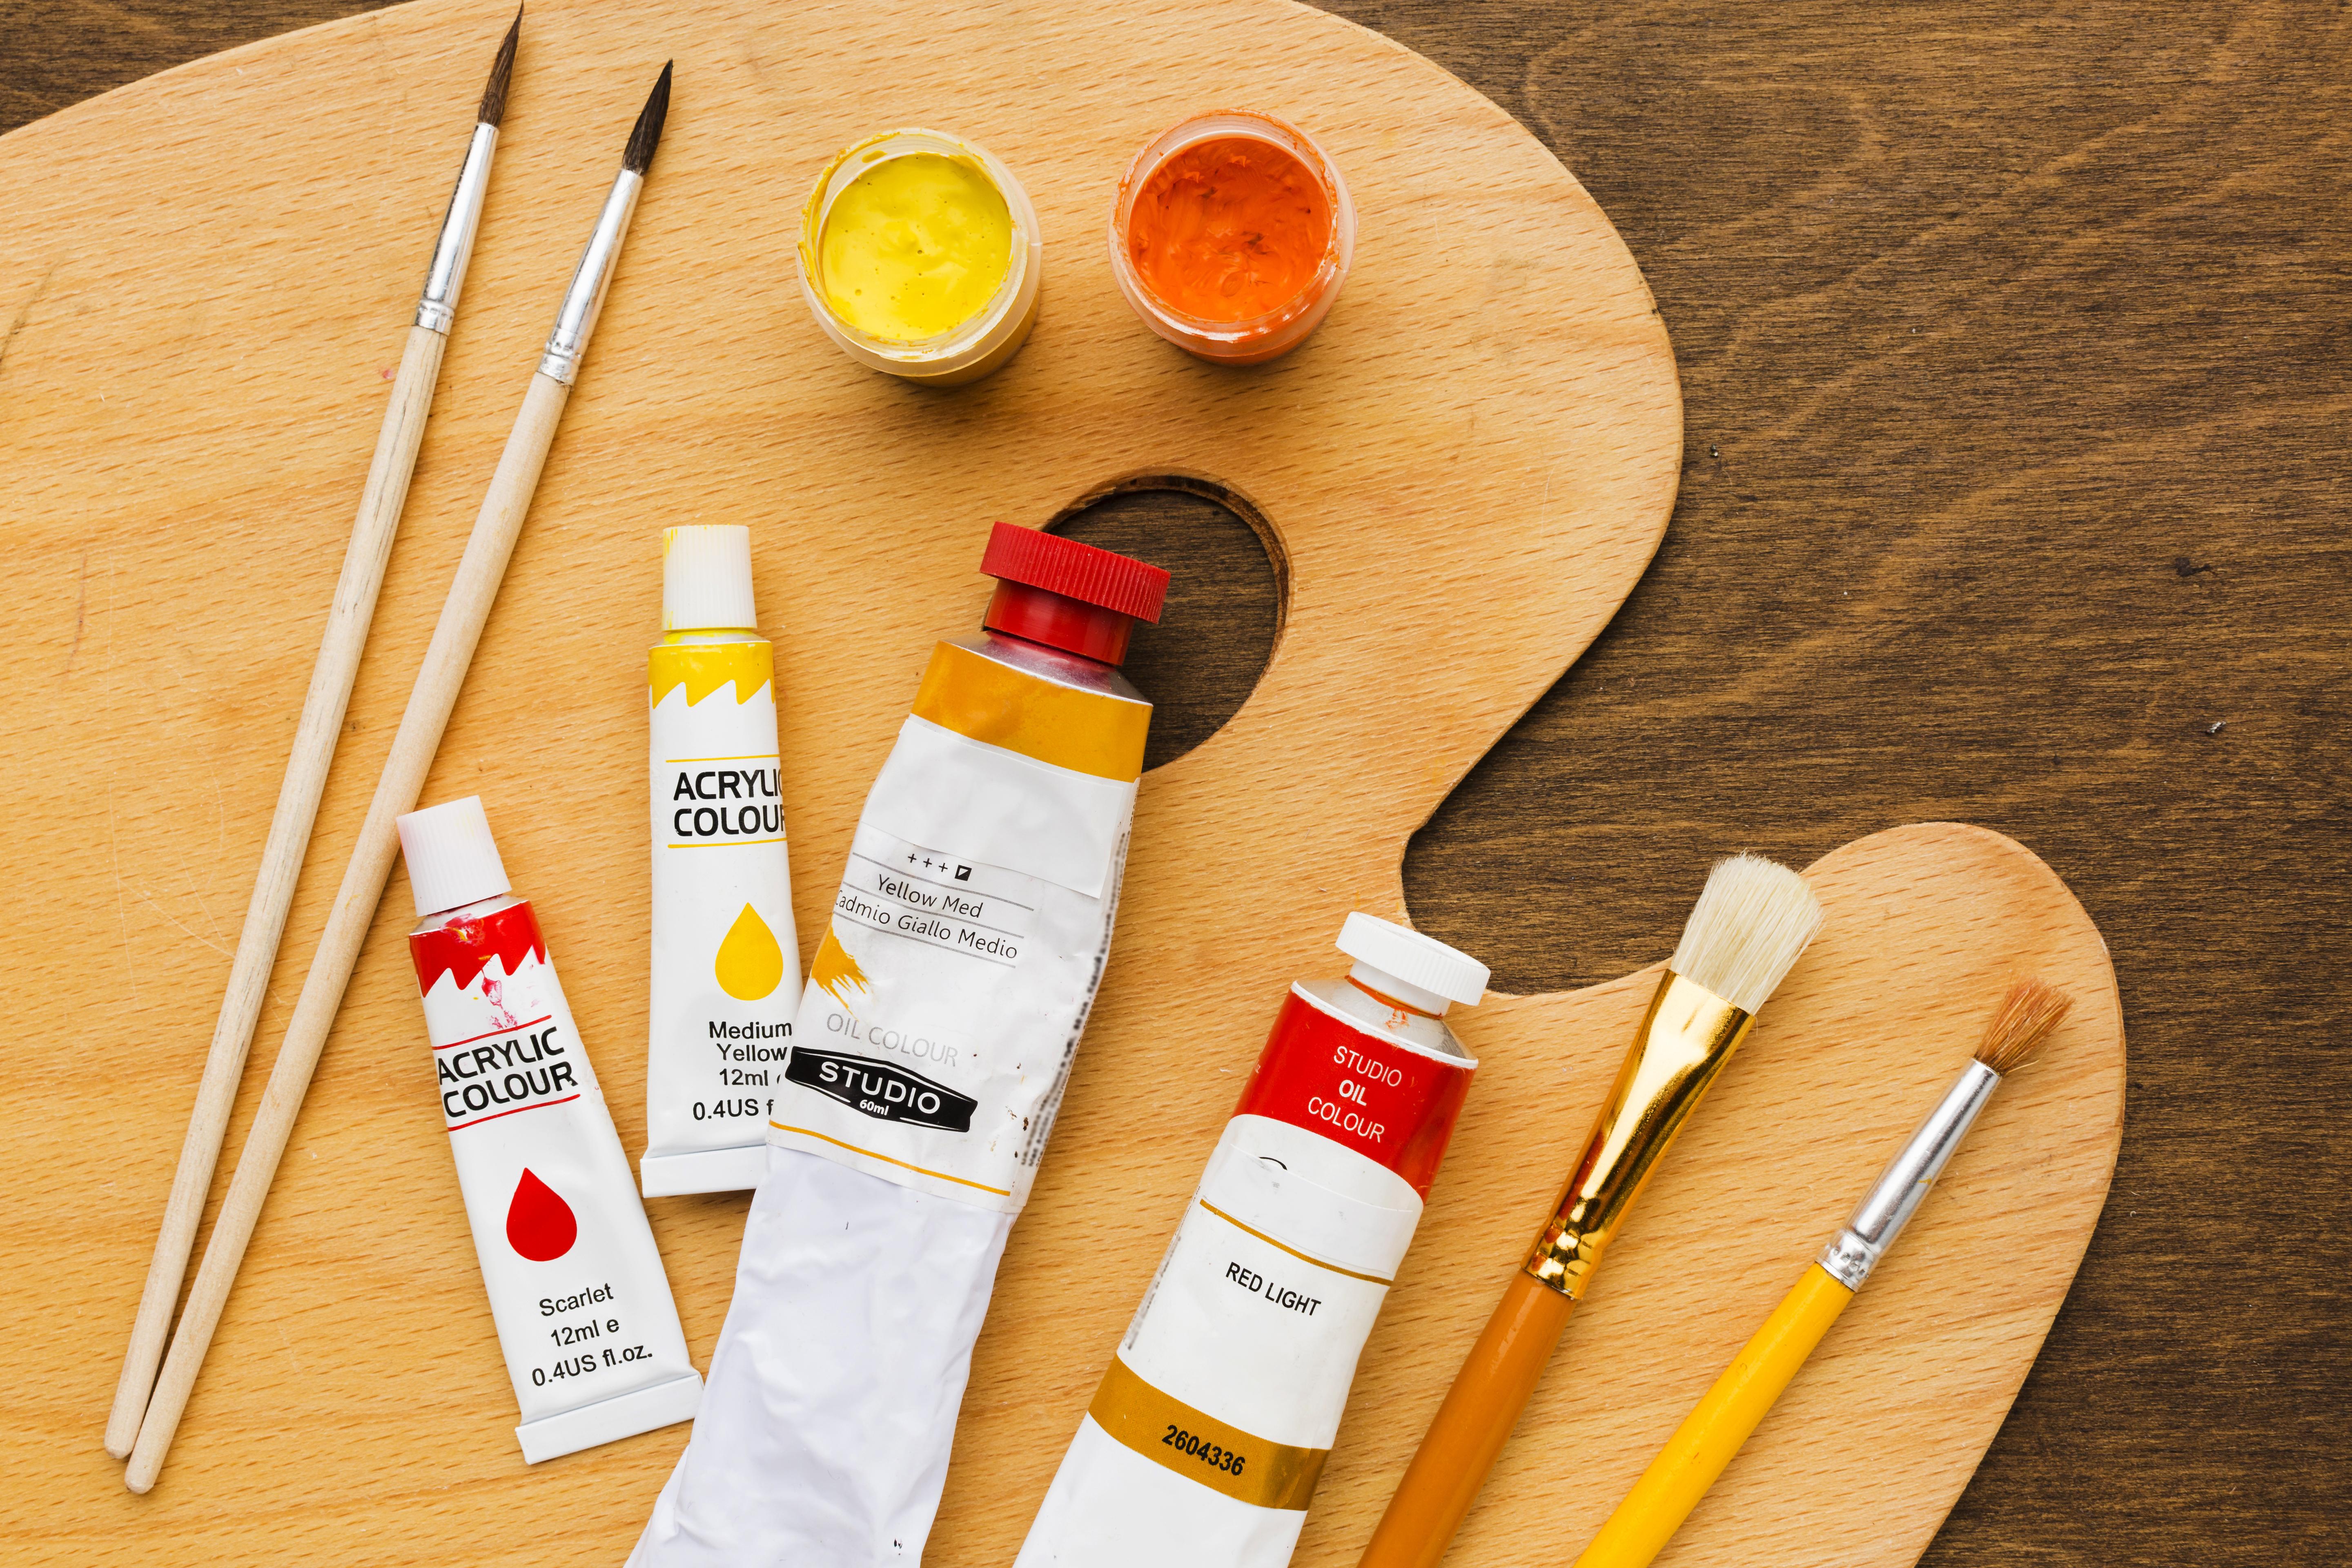 ACRYLIC
COLOUR
Scarlet
12ml e
0.4US fl.oz.
ACRYLIC
COLOUR
Medium
Yellow
12ml
0.4US
+++
Yellow Med
Cadmio Giallo Medio
OIL COLOUR
STUDIO
60ml
STUDIO
OIL
COLOUR
RED LIGHT
2604336